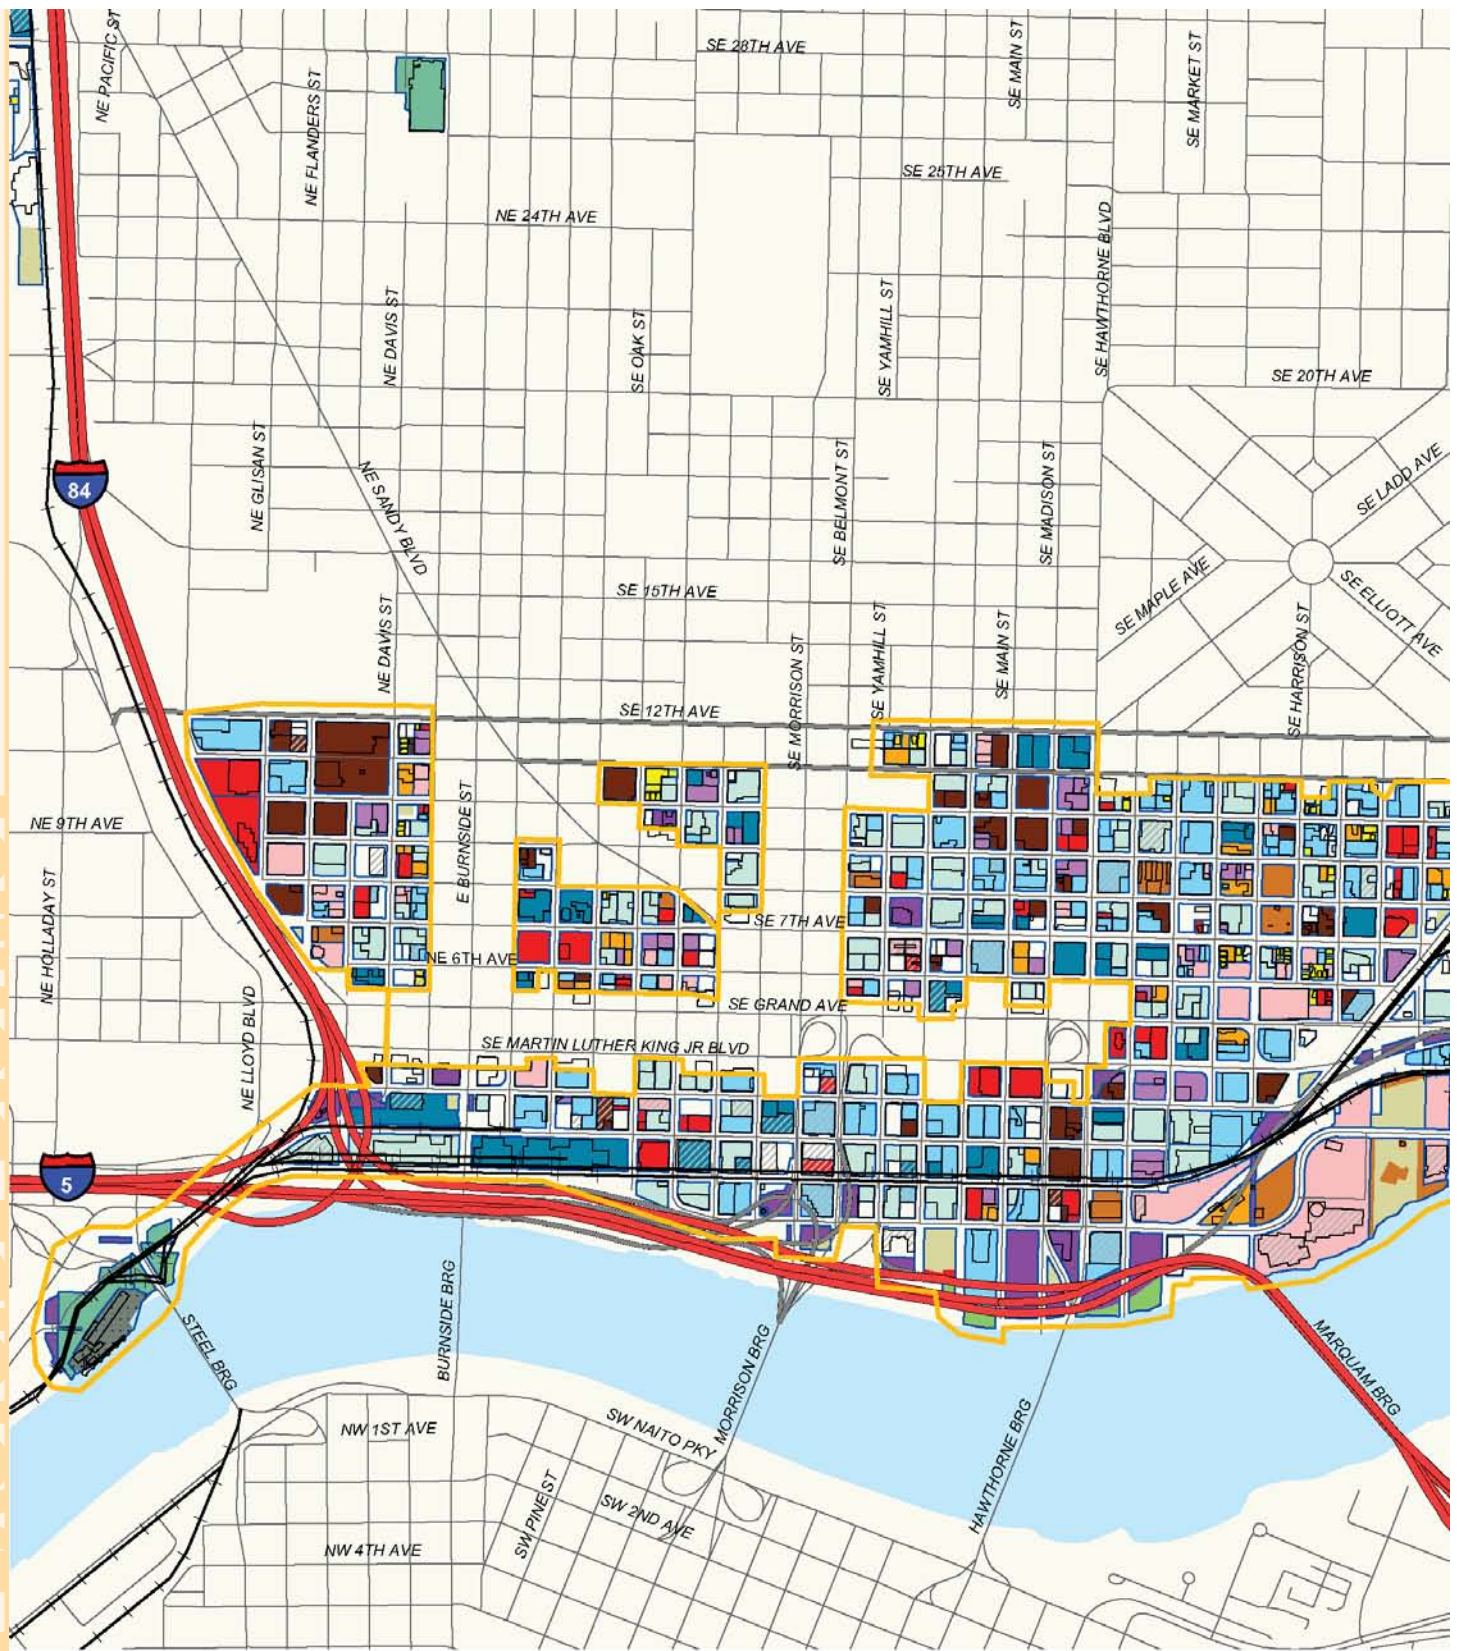 NE PACIFIC ST
SE 28TH AVE
SE MAIN ST
SE MARKET ST
NE FLANDERS ST
SE 25TH AVE
NE 24TH AVE
SE HAWTHORNE BLVD
NE DAVIS ST
SE OAK ST
SE YAMHILL ST
SE 20TH AVE
NE GLISAN ST
NE SANDY BLVD
SE BELMONT ST
SE MADISON ST
SE LADD AVE
84
SE 15TH AVE
SE MAPLE AVE
SE ELLIOTT AVE
NE DAVIS ST
SE MORRISON ST
SE YAMHILL ST
SE MAIN ST
SE HARRISON ST
SE 12TH AVE
NE 9TH AVE
E BURNSIDE ST
NE HOLLADAY ST
SE 7TH AVE
NE 6TH AVE
SE GRAND AVE
NE LLOYD BLVD
SE MARTIN LUTHER KING JR BLVD
5
STEEL BRG
BURNSIDE BRG
MORRISON BRG
HAWTHORNE BRG
MARQUAM BRG
NW 1ST AVE
SW NAITO PKY
SW PINE ST
SW 2ND AVE
NW 4TH AVE